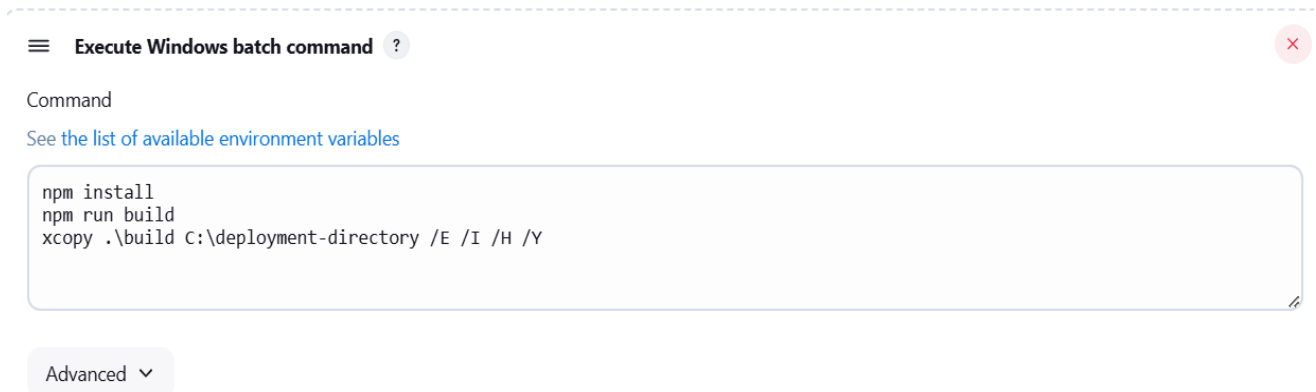 Execute Windows batch command ?
Command
See the list of available environment variables
npm install
npm run build
xcopy .\build C:\deployment-directory /E /I /H /Y
Advanced